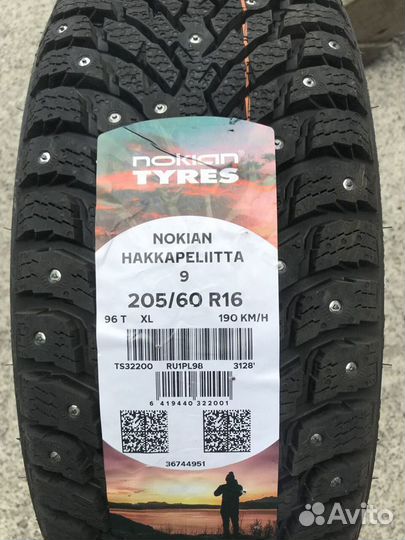 nokian®
TYRES
NOKIAN
HAKKAPELIITTA
9
205/60 R16
96 T XL 190 KM/H
TS32200 RU1PL98 3128'
6 419440 322001
36744951
Avito